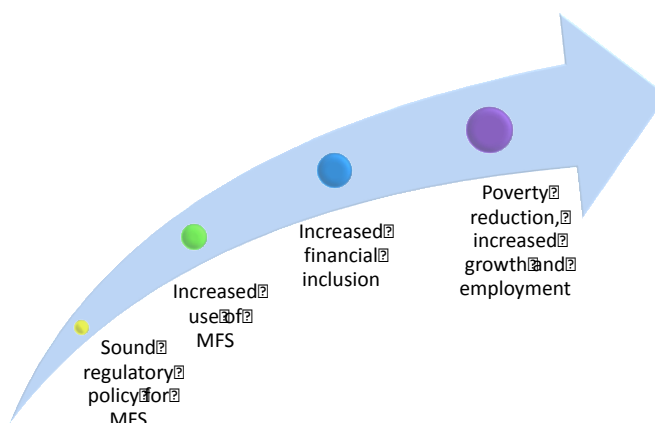 Sound
regulatory
policy for
MFS
Increased
use of
MFS
Increased
financial
inclusion
Poverty
reduction,
increased
growth and
employment